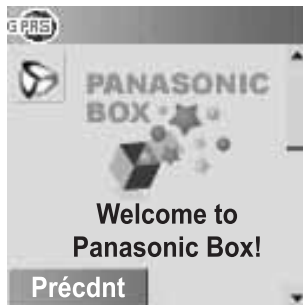 GPRS
PANASONIC
BOX
Welcome to
Panasonic Box!
Précdnt